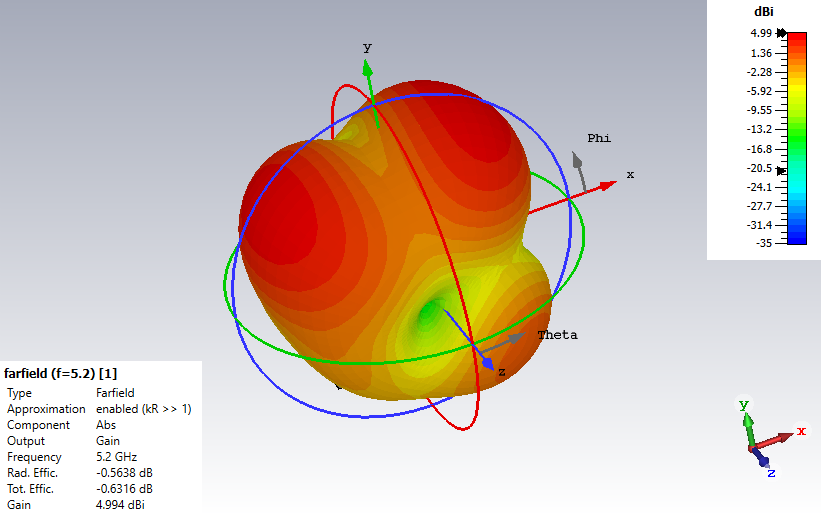 dBi
4.99
1.36
-2.28
-5.92
-9.55
-13.2
-16.8
-20.5
-24.1
-27.7
-31.4
-35
y
Phi
x
Theta
z
farfield (f=5.2) [1]
Type Farfield
Approximation enabled (kR >> 1)
Component Abs
Output Gain
Frequency 5.2 GHz
Rad. Effic. -0.5638 dB
Tot. Effic. -0.6316 dB
Gain 4.994 dBi
y
x
z